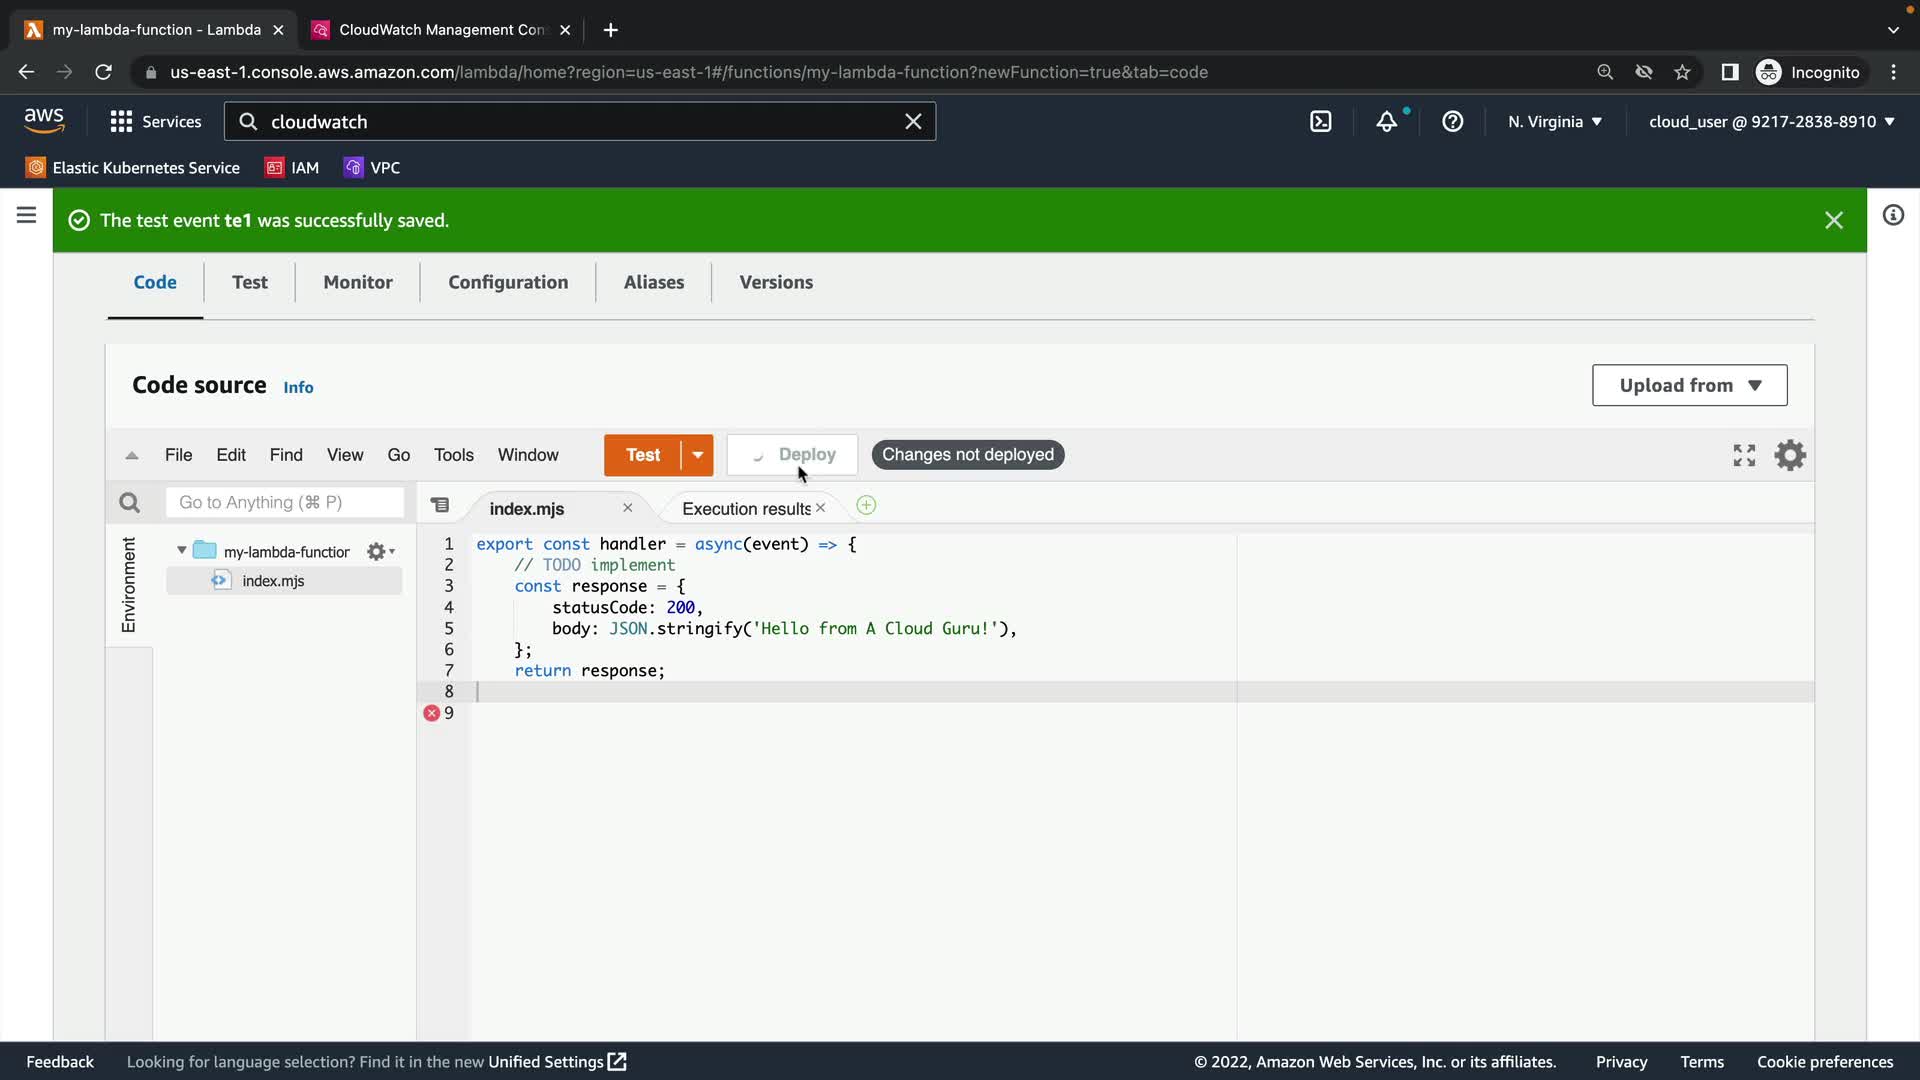 my-lambda-function - Lambda
CloudWatch Management Con
us-east-1.console.aws.amazon.com/lambda/home?region=us-east-1#/functions/my-lambda-function?newFunction=true&tab=code
Incognito
aws
Services
cloudwatch
N. Virginia
cloud_user @ 9217-2838-8910
Elastic Kubernetes Service
IAM
VPC
The test event te1 was successfully saved.
Code
Test
Monitor
Configuration
Aliases
Versions
Code source
Info
Upload from
File
Edit
Find
View
Go
Tools
Window
Test
Deploy
Changes not deployed
Go to Anything (⌘ P)
index.mjs
Execution results
Environment
my-lambda-function
index.mjs
1 export const handler = async(event) => {
2 // TODO implement
3 const response = {
4 statusCode: 200,
5 body: JSON.stringify('Hello from A Cloud Guru!'),
6 };
7 return response;
8
9
Feedback
Looking for language selection? Find it in the new Unified Settings
© 2022, Amazon Web Services, Inc. or its affiliates.
Privacy
Terms
Cookie preferences